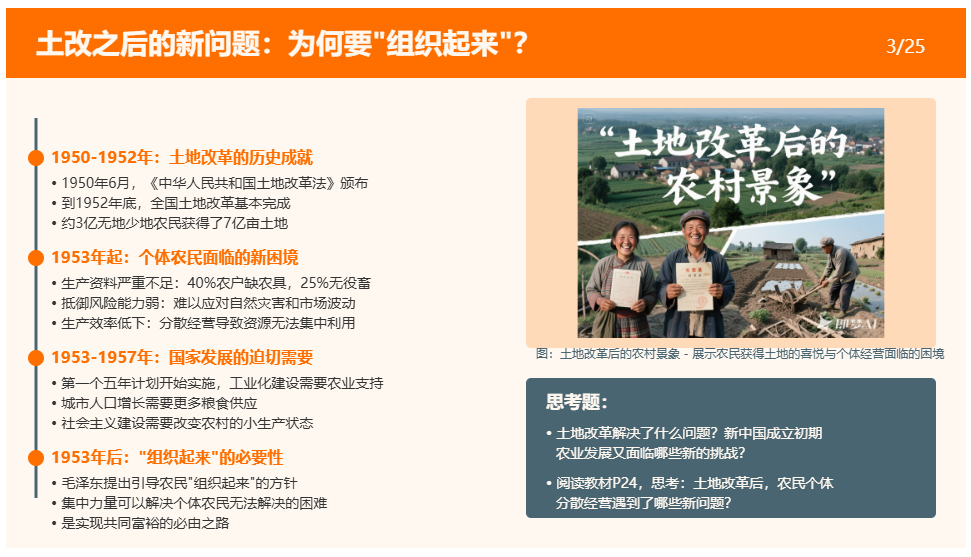 土改之后的新问题：为何要"组织起来"？
3/25
1950-1952年：土地改革的历史成就
• 1950年6月，《中华人民共和国土地改革法》颁布
• 到1952年底，全国土地改革基本完成
• 约3亿无地少地农民获得了7亿亩土地
1953年起：个体农民面临的新困境
• 生产资料严重不足：40%农户缺农具，25%无役畜
• 抵御风险能力弱：难以应对自然灾害和市场波动
• 生产效率低下：分散经营导致资源无法集中利用
1953-1957年：国家发展的迫切需要
• 第一个五年计划开始实施，工业化建设需要农业支持
• 城市人口增长需要更多粮食供应
• 社会主义建设需要改变农村的小生产状态
1953年后："组织起来"的必要性
• 毛泽东提出引导农民"组织起来"的方针
• 集中力量可以解决个体农民无法解决的困难
• 是实现共同富裕的必由之路
“土地改革后的
农村景象”
即梦AI
图：土地改革后的农村景象 - 展示农民获得土地的喜悦与个体经营面临的困境
思考题：
• 土地改革解决了什么问题？新中国成立初期
农业发展又面临哪些新的挑战？
• 阅读教材P24，思考：土地改革后，农民个体
分散经营遇到了哪些新问题？